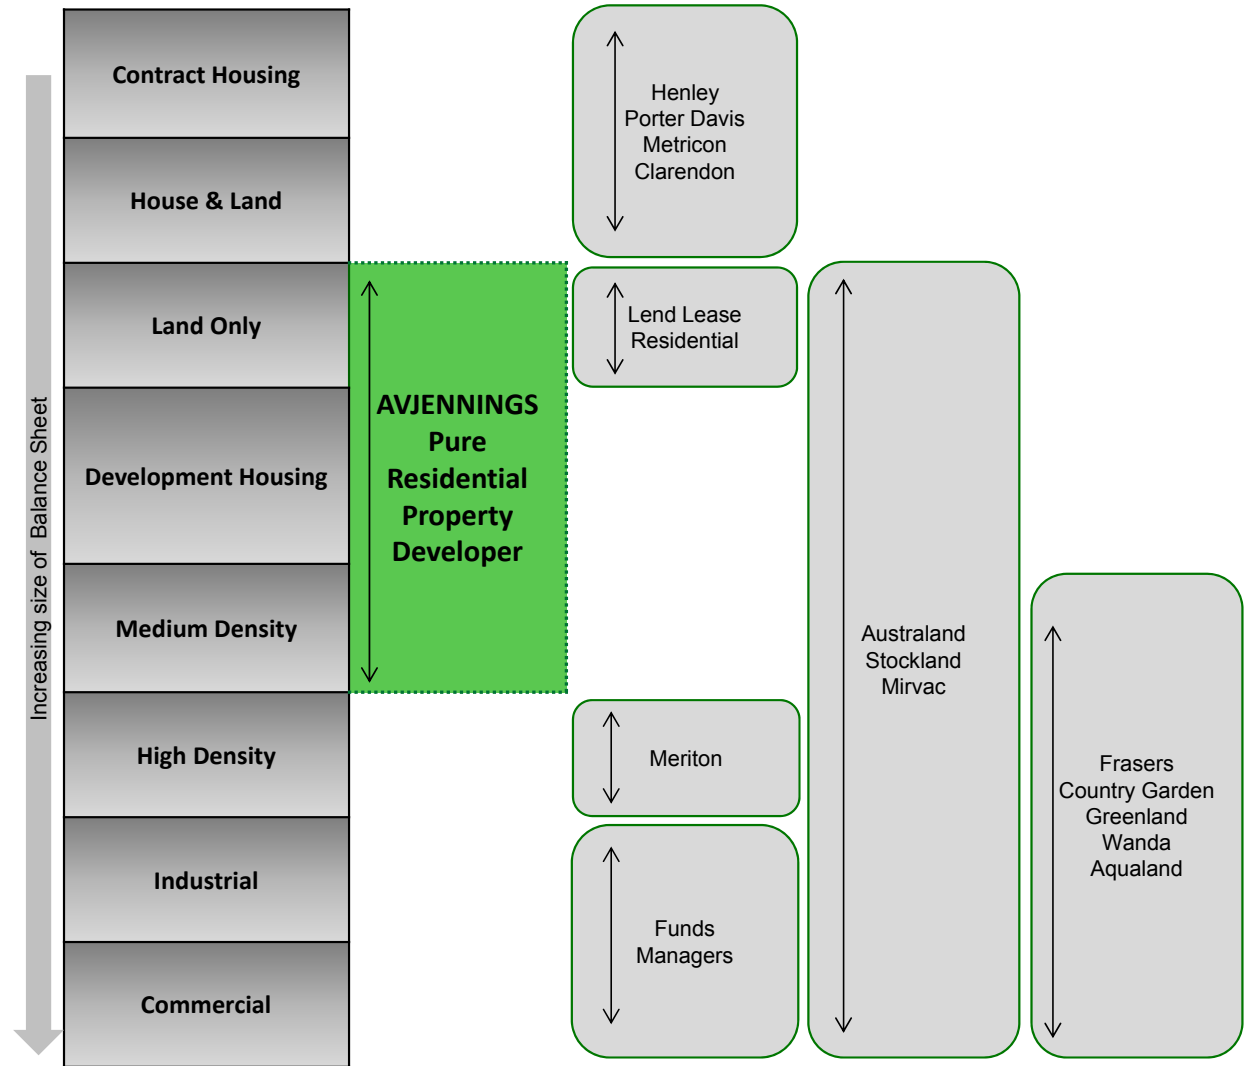 Increasing size of Balance Sheet
Contract Housing
House & Land
Land Only
Development Housing
Medium Density
High Density
Industrial
Commercial
AVJENNINGS
Pure
Residential
Property
Developer
Henley
Porter Davis
Metricon
Clarendon
Lend Lease
Residential
Meriton
Funds
Managers
Australand
Stockland
Mirvac
Frasers
Country Garden
Greenland
Wanda
Aqualand